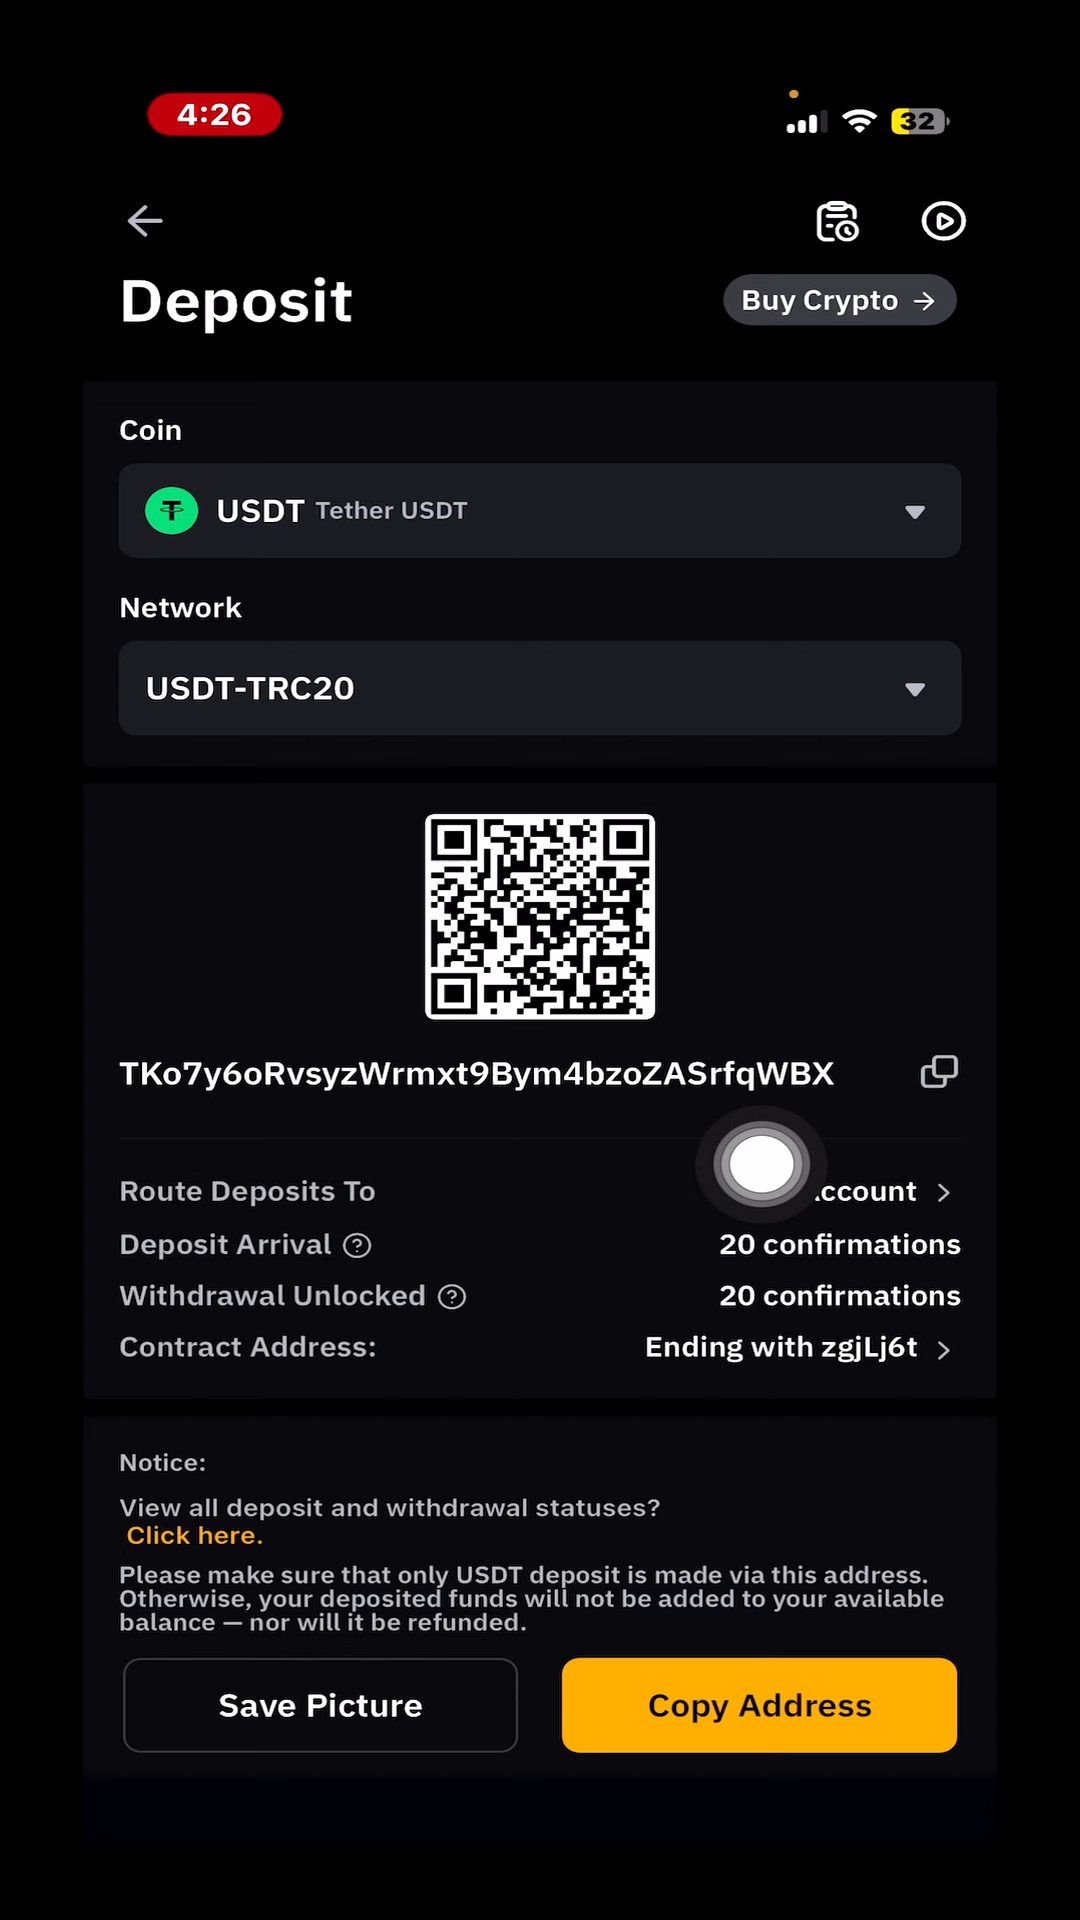 4:26
32
Deposit
Buy Crypto
Coin
USDT Tether USDT
Network
USDT-TRC20
TKo7y6oRvsyzWrmxt9Bym4bzoZASrfqWBX
Route Deposits To
Deposit Arrival
20 confirmations
Withdrawal Unlocked
20 confirmations
Contract Address:
Ending with zgjLj6t
Notice:
View all deposit and withdrawal statuses?
Click here.
Please make sure that only USDT deposit is made via this address.
Otherwise, your deposited funds will not be added to your available
balance — nor will it be refunded.
Save Picture
Copy Address